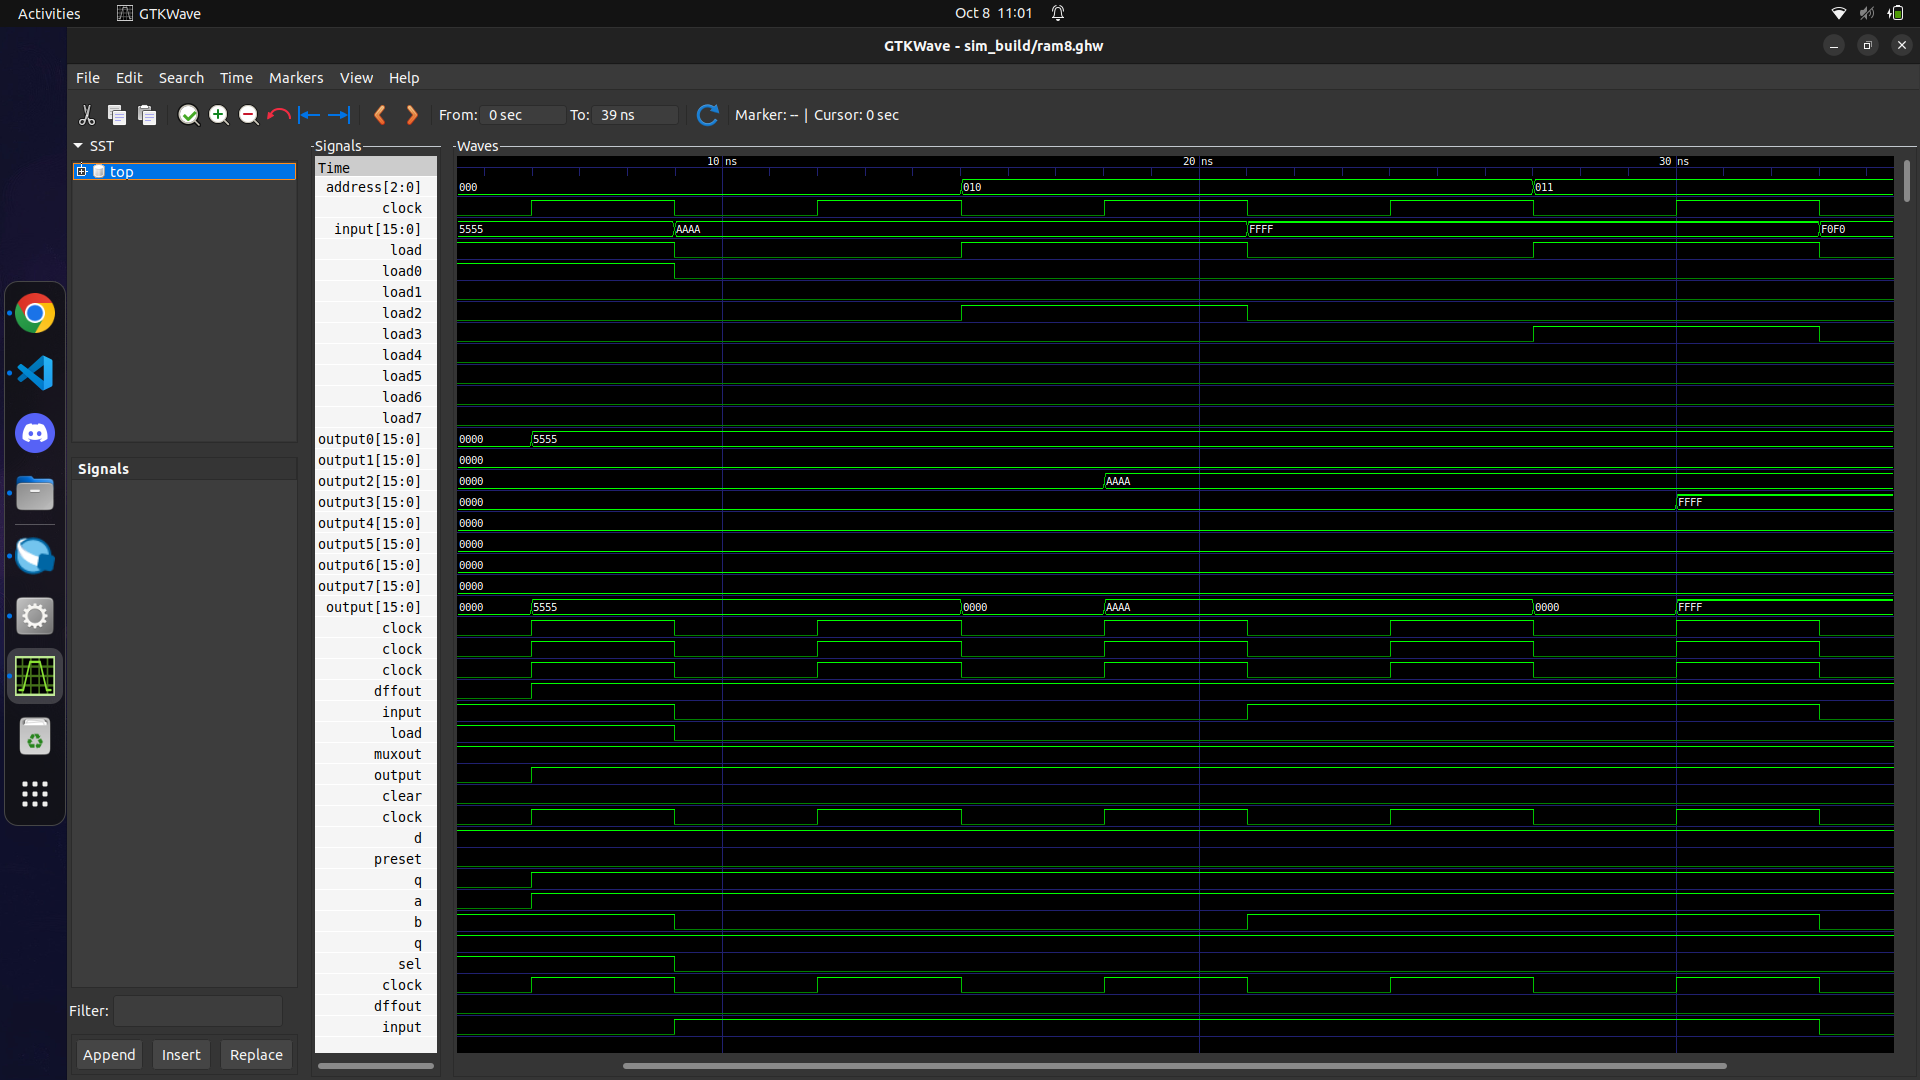 Activities GTKWave Oct 8 11:01
GTKWave - sim_build/ram8.ghw
File Edit Search Time Markers View Help
From: 0 sec To: 39 ns Marker: -- | Cursor: 0 sec
SST
top
Signals
Filter:
Append Insert Replace
Signals
Waves
Time 10 ns 20 ns 30 ns
address[2:0] 000 010 011
clock
input[15:0] 5555 AAAA FFFF F0F0
load
load0
load1
load2
load3
load4
load5
load6
load7
output0[15:0] 0000 5555
output1[15:0] 0000
output2[15:0] 0000 AAAA
output3[15:0] 0000 FFFF
output4[15:0] 0000
output5[15:0] 0000
output6[15:0] 0000
output7[15:0] 0000
output[15:0] 0000 5555 0000 AAAA 0000 FFFF
clock
clock
clock
dffout
input
load
muxout
output
clear
clock
d
preset
q
a
b
q
sel
clock
dffout
input